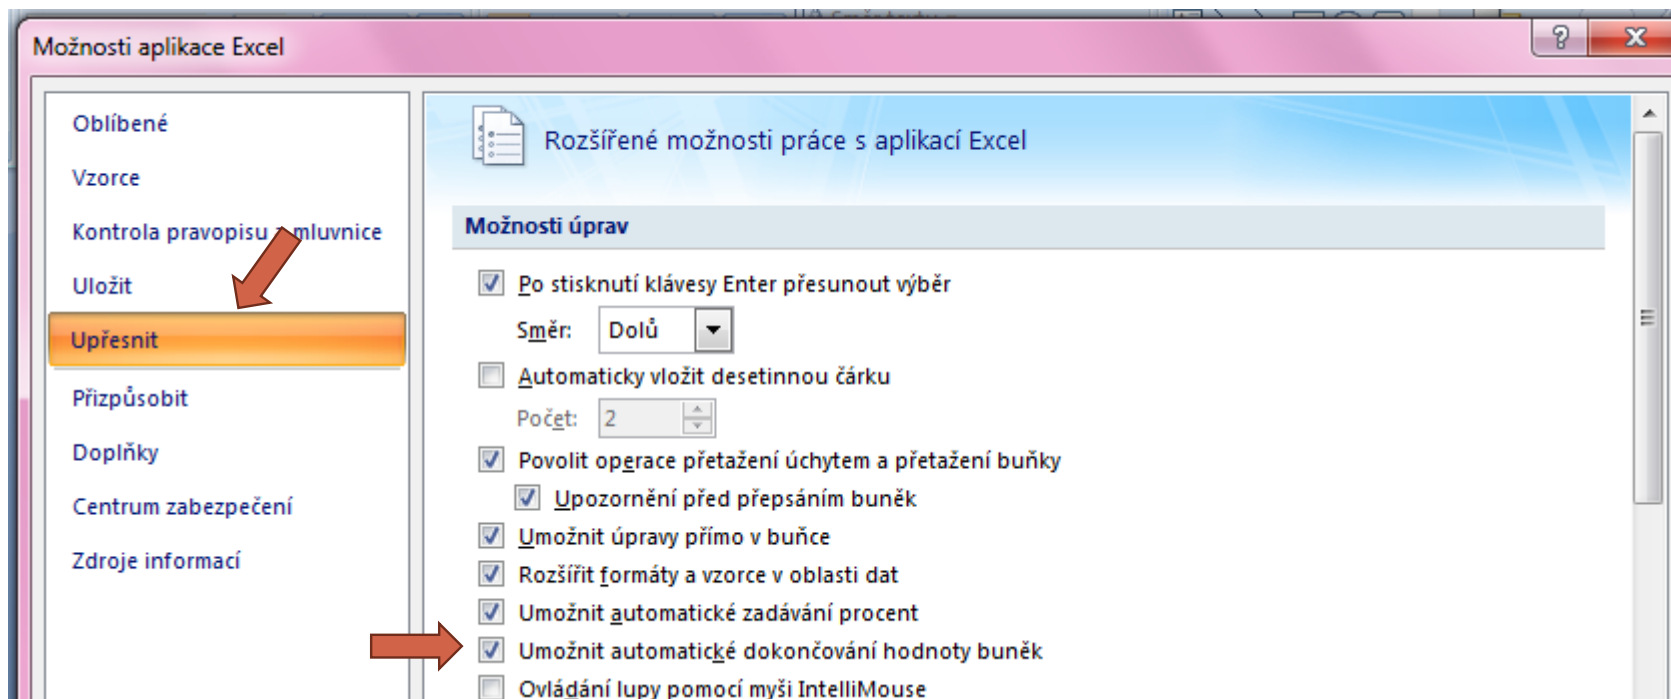 Možnosti aplikace Excel
Oblíbené
Vzorce
Kontrola pravopisu a mluvnice
Uložit
Upřesnit
Přizpůsobit
Doplňky
Centrum zabezpečení
Zdroje informací
Rozšířené možnosti práce s aplikací Excel
Možnosti úprav
Po stisknutí klávesy Enter přesunout výběr
Směr: Dolů
Automaticky vložit desetinnou čárku
Počet: 2
Povolit operace přetažení úchytem a přetažení buňky
Upozornění před přepsáním buněk
Umožnit úpravy přímo v buňce
Rozšířit formáty a vzorce v oblasti dat
Umožnit automatické zadávání procent
Umožnit automatické dokončování hodnoty buněk
Ovládání lupy pomocí myši IntelliMouse